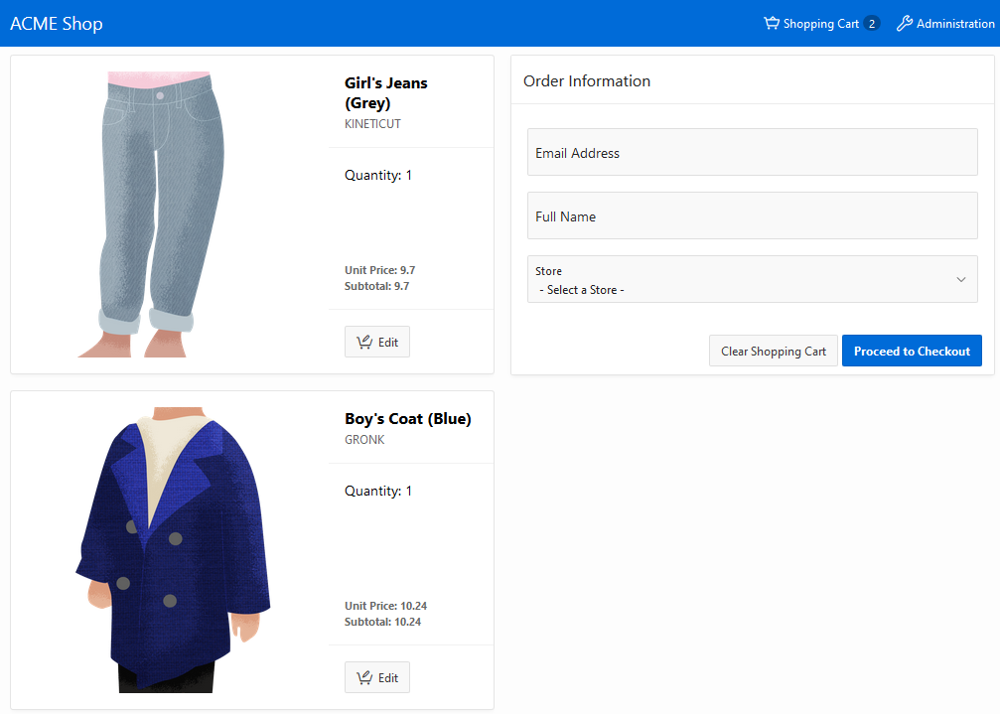 ACME Shop
Shopping Cart 2
Administration
Girl's Jeans
(Grey)
KINETICUT
Quantity: 1
Unit Price: 9.7
Subtotal: 9.7
Edit
Boy's Coat (Blue)
GRONK
Quantity: 1
Unit Price: 10.24
Subtotal: 10.24
Edit
Order Information
Email Address
Full Name
Store
- Select a Store -
Clear Shopping Cart
Proceed to Checkout